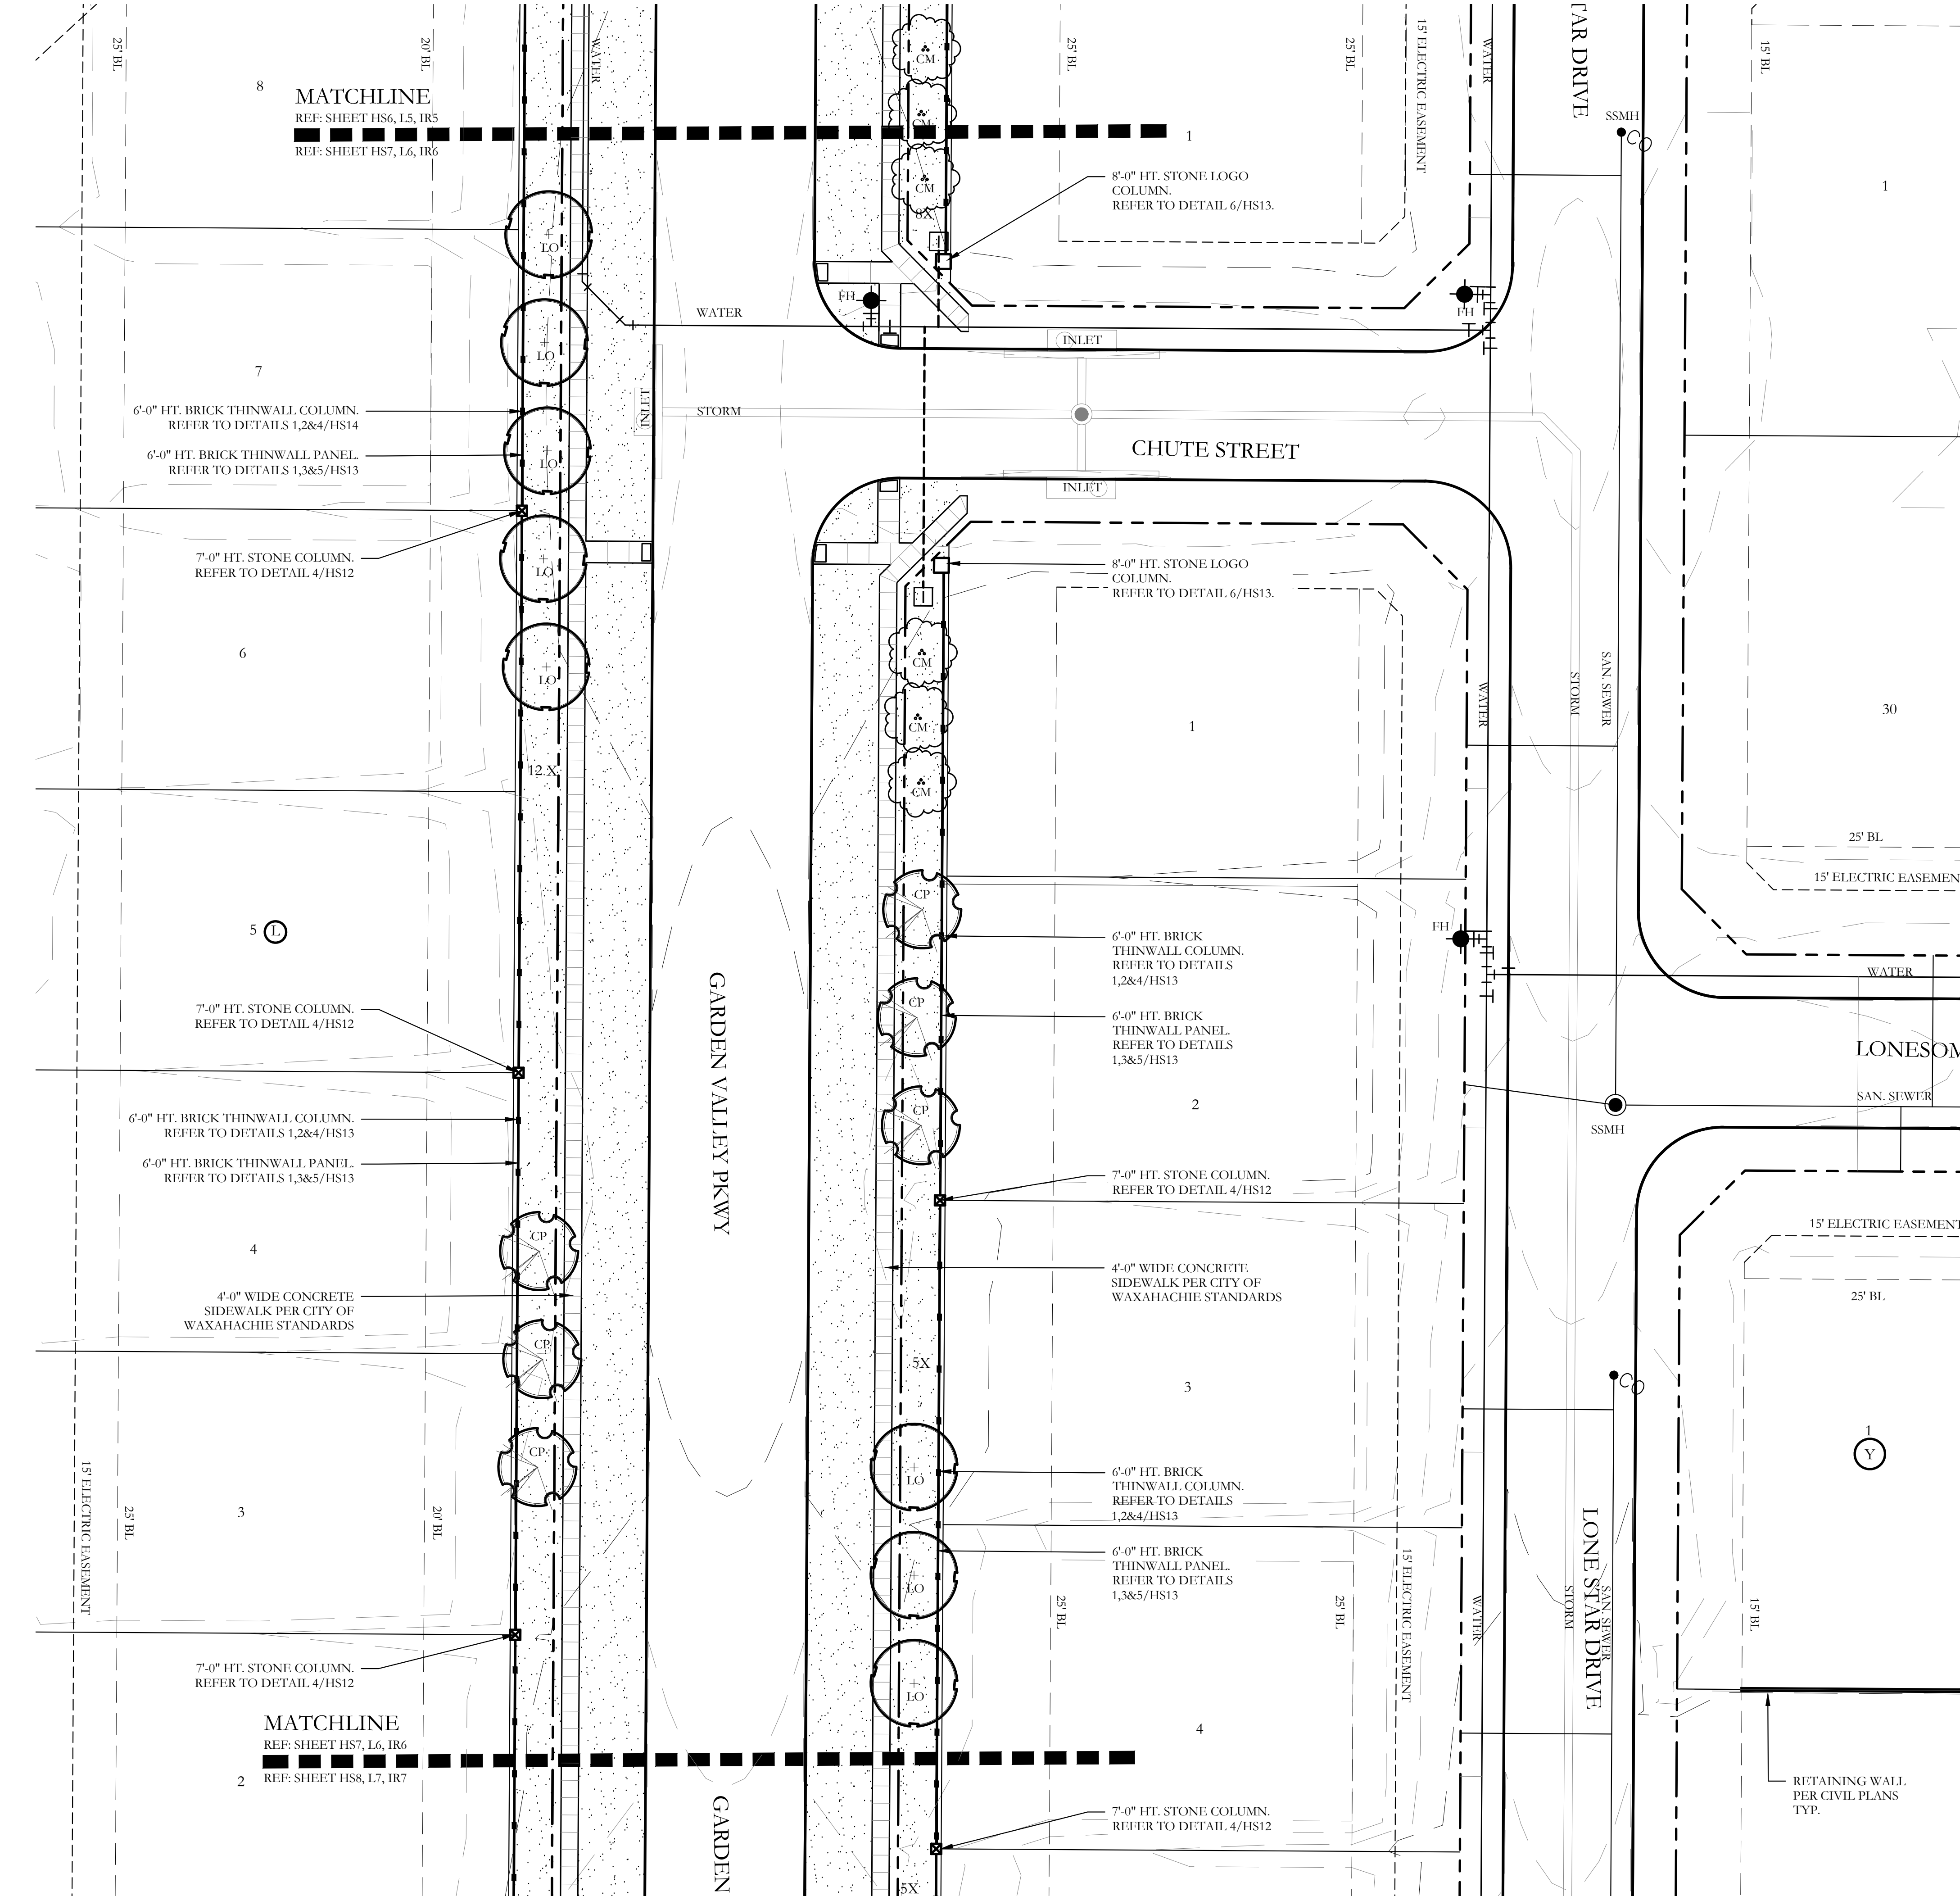 25' BL
20' BL
WATER
CM
25' BL
25' BL
15' ELECTRIC EASEMENT
WATER
TAR DRIVE
15' BL
8
MATCHLINE
REF: SHEET HS6, L5, IR5
REF: SHEET HS7, L6, IR6
CM
1
SSMH
CO
1
CM
8X
8'-0" HT. STONE LOGO
COLUMN.
REFER TO DETAIL 6/HS13.
LO
FH
FH
WATER
INLET
LO
7
6'-0" HT. BRICK THINWALL COLUMN.
REFER TO DETAILS 1,2&4/HS14
INLET
STORM
6'-0" HT. BRICK THINWALL PANEL.
REFER TO DETAILS 1,3&5/HS13
LO
CHUTE STREET
INLET
7'-0" HT. STONE COLUMN.
REFER TO DETAIL 4/HS12
LO
8'-0" HT. STONE LOGO
COLUMN.
REFER TO DETAIL 6/HS13.
6
LO
CM
WATER
STORM
SAN. SEWER
30
CM
1
12 X
CM
25' BL
15' ELECTRIC EASEMEN
5
L
CP
6'-0" HT. BRICK
THINWALL COLUMN.
REFER TO DETAILS
1,2&4/HS13
FH
WATER
7'-0" HT. STONE COLUMN.
REFER TO DETAIL 4/HS12
GARDEN VALLEY PKWY
CP
6'-0" HT. BRICK
THINWALL PANEL.
REFER TO DETAILS
1,3&5/HS13
LONESOM
6'-0" HT. BRICK THINWALL COLUMN.
REFER TO DETAILS 1,2&4/HS13
CP
2
SAN. SEWER
SSMH
6'-0" HT. BRICK THINWALL PANEL.
REFER TO DETAILS 1,3&5/HS13
7'-0" HT. STONE COLUMN.
REFER TO DETAIL 4/HS12
4
CP
15' ELECTRIC EASEMENT
4'-0" WIDE CONCRETE
SIDEWALK PER CITY OF
WAXAHACHIE STANDARDS
4'-0" WIDE CONCRETE
SIDEWALK PER CITY OF
WAXAHACHIE STANDARDS
25' BL
CP
5X
3
CO
1
Y
CP
LO
6'-0" HT. BRICK
THINWALL COLUMN.
REFER TO DETAILS
1,2&4/HS13
3
15' ELECTRIC EASEMENT
25' BL
20' BL
LO
6'-0" HT. BRICK
THINWALL PANEL.
REFER TO DETAILS
1,3&5/HS13
25' BL
25' BL
15' ELECTRIC EASEMENT
WATER
STORM
LONE STAR DRIVE
SAN. SEWER
15' BL
7'-0" HT. STONE COLUMN.
REFER TO DETAIL 4/HS12
LO
MATCHLINE
REF: SHEET HS7, L6, IR6
REF: SHEET HS8, L7, IR7
4
2
GARDEN
RETAINING WALL
PER CIVIL PLANS
TYP.
7'-0" HT. STONE COLUMN.
REFER TO DETAIL 4/HS12
5X